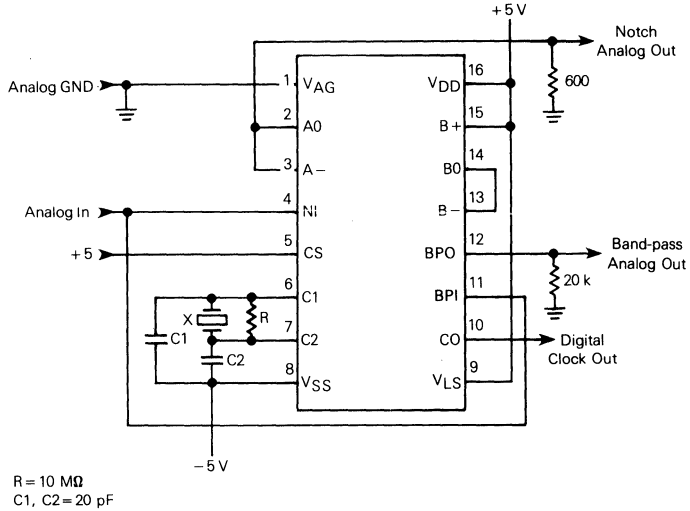 +5 V
Notch
Analog Out
600
Analog GND
1
VAG
16
VDD
2
A0
15
B+
3
A−
14
B0
Analog In
4
NI
13
B−
+5
5
CS
12
BPO
Band-pass
Analog Out
20 k
6
C1
11
BPI
X
R
C1
7
C2
10
CO
Digital
Clock Out
C2
8
VSS
9
VLS
−5 V
R = 10 MΩ
C1, C2 = 20 pF